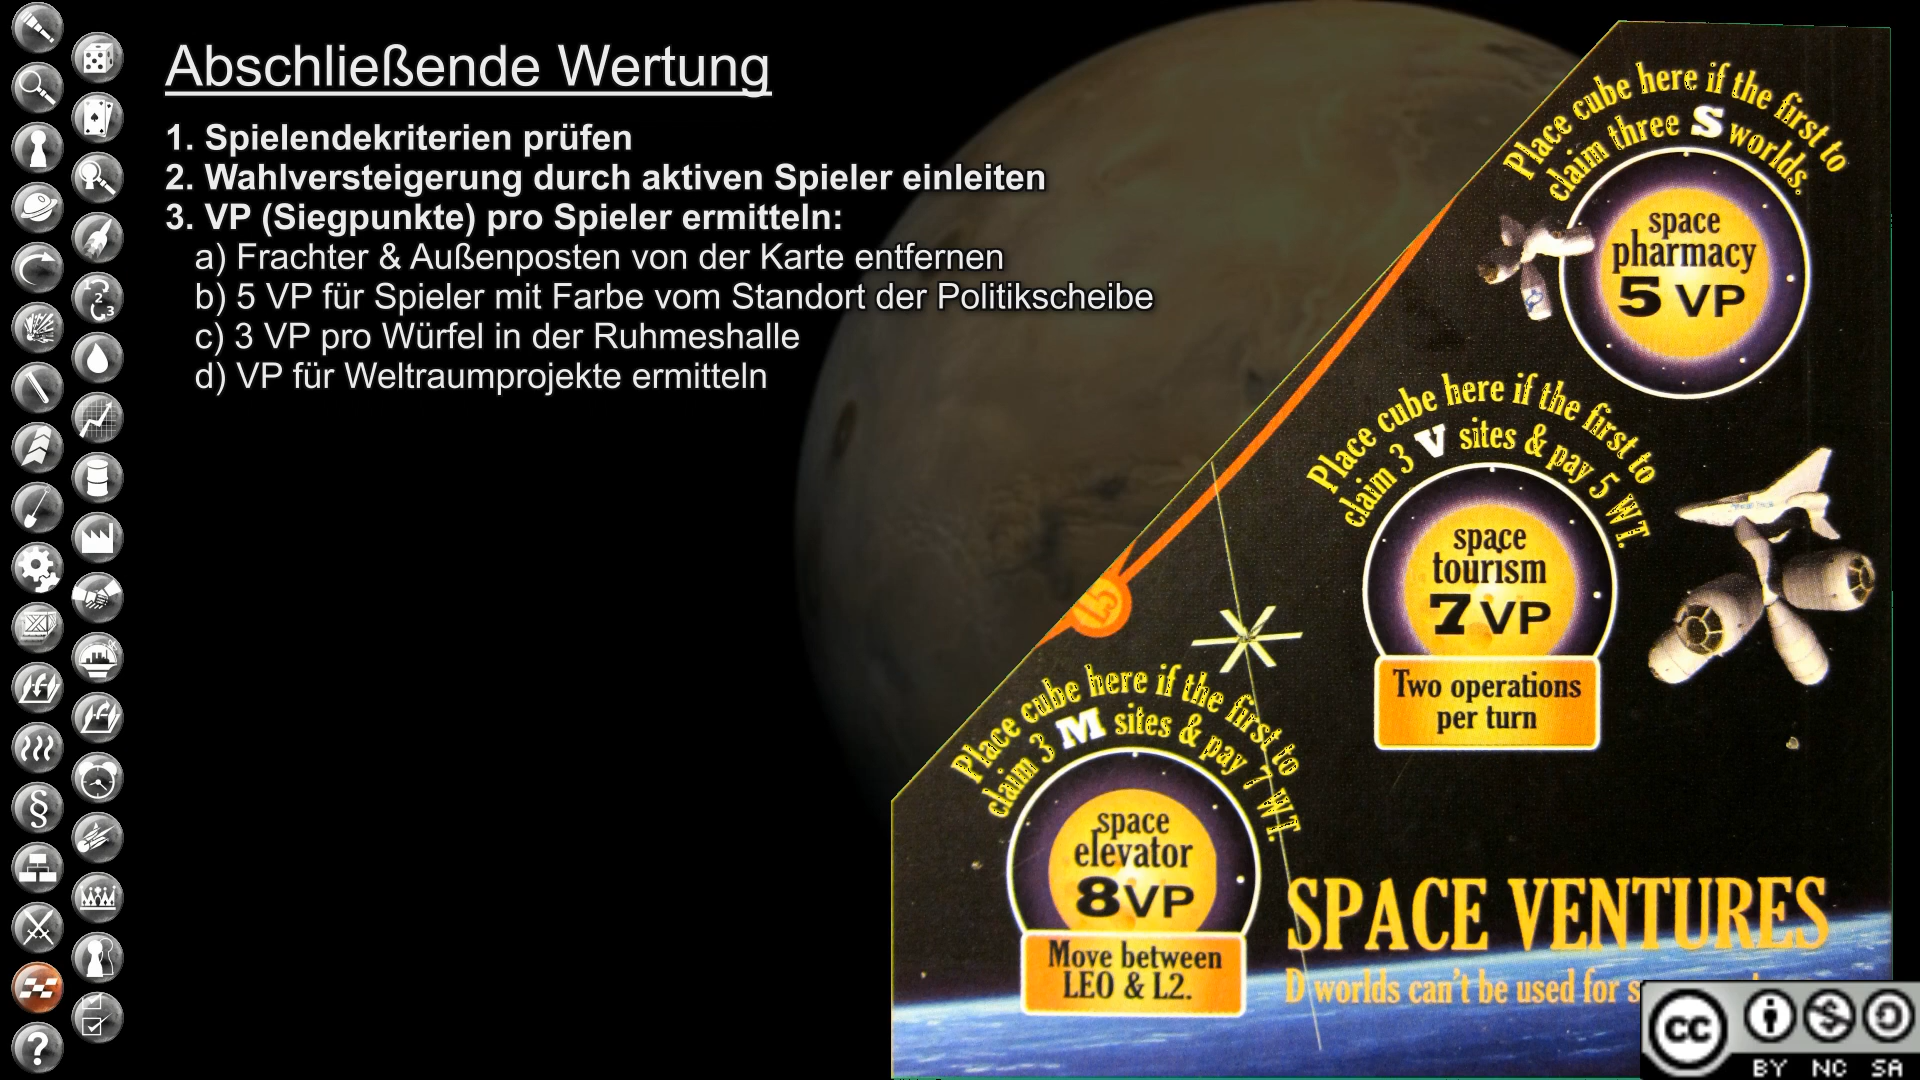 Abschließende Wertung
1. Spielendekriterien prüfen
2. Wahlversteigerung durch aktiven Spieler einleiten
3. VP (Siegpunkte) pro Spieler ermitteln:
a) Frachter & Außenposten von der Karte entfernen
b) 5 VP für Spieler mit Farbe vom Standort der Politikscheibe
c) 3 VP pro Würfel in der Ruhmeshalle
d) VP für Weltraumprojekte ermitteln
Place cube here if the first to
claim three S worlds.
space
pharmacy
5 VP
Place cube here if the first to
claim 3 V sites & pay 5 WT.
space
tourism
7 VP
Two operations
per turn
L5
Place cube here if the first to
claim 3 M sites & pay 7 WT.
space
elevator
8 VP
Move between
LEO & L2.
SPACE VENTURES
D worlds can't be used for
§
2
3
?
cc
BY NC SA